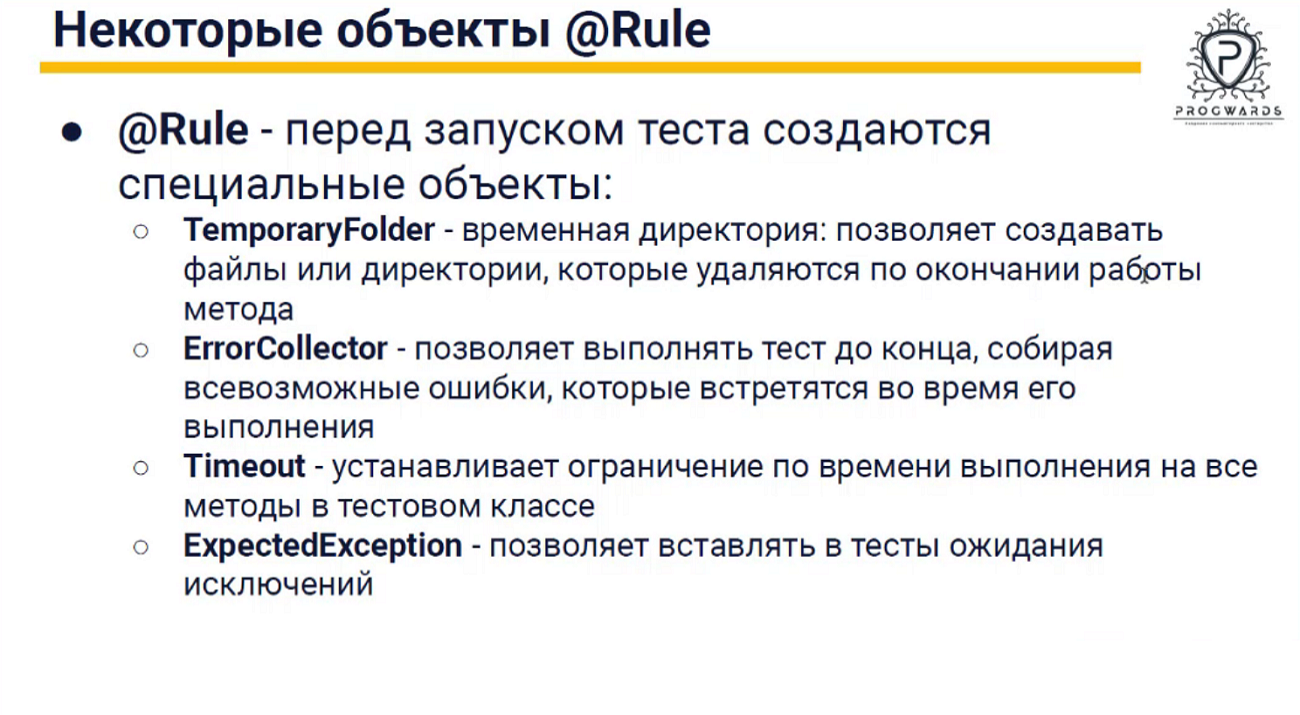 Некоторые объекты @Rule
PROGWARDS
● @Rule - перед запуском теста создаются
специальные объекты:
○ TemporaryFolder - временная директория: позволяет создавать
файлы или директории, которые удаляются по окончании работы
метода
○ ErrorCollector - позволяет выполнять тест до конца, собирая
всевозможные ошибки, которые встретятся во время его
выполнения
○ Timeout - устанавливает ограничение по времени выполнения на все
методы в тестовом классе
○ ExpectedException - позволяет вставлять в тесты ожидания
исключений